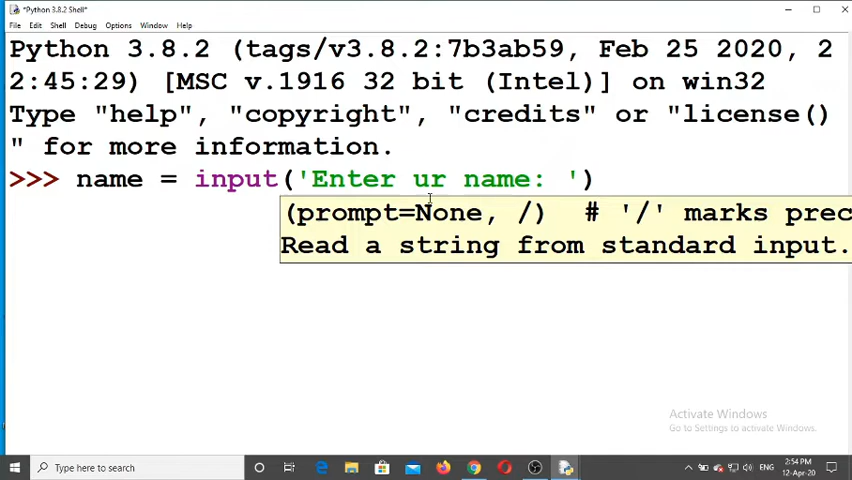 *Python 3.8.2 Shell*
File Edit Shell Debug Options Window Help
Python 3.8.2 (tags/v3.8.2:7b3ab59, Feb 25 2020, 2
2:45:29) [MSC v.1916 32 bit (Intel)] on win32
Type "help", "copyright", "credits" or "license()
" for more information.
>>> name = input('Enter ur name: ')
(prompt=None, /)  # '/' marks prec
Read a string from standard input.
Activate Windows
Go to Settings to activate Windows.
Type here to search
ENG
2:54 PM
12-Apr-20